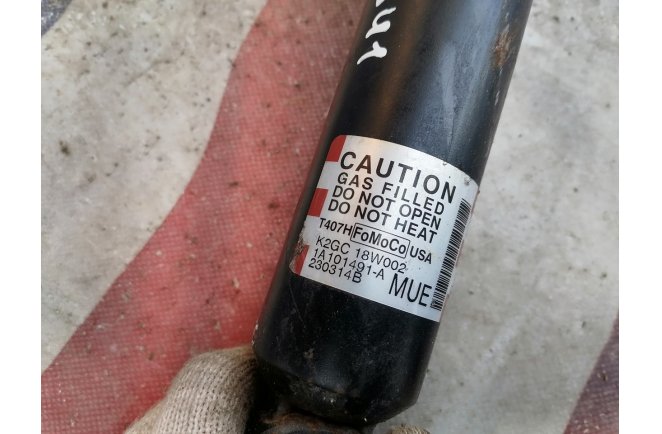 CAUTION
GAS FILLED
DO NOT OPEN
DO NOT HEAT
T407H FoMoCo USA
K2GC 18W002
1A101491-A
230314B
MUE